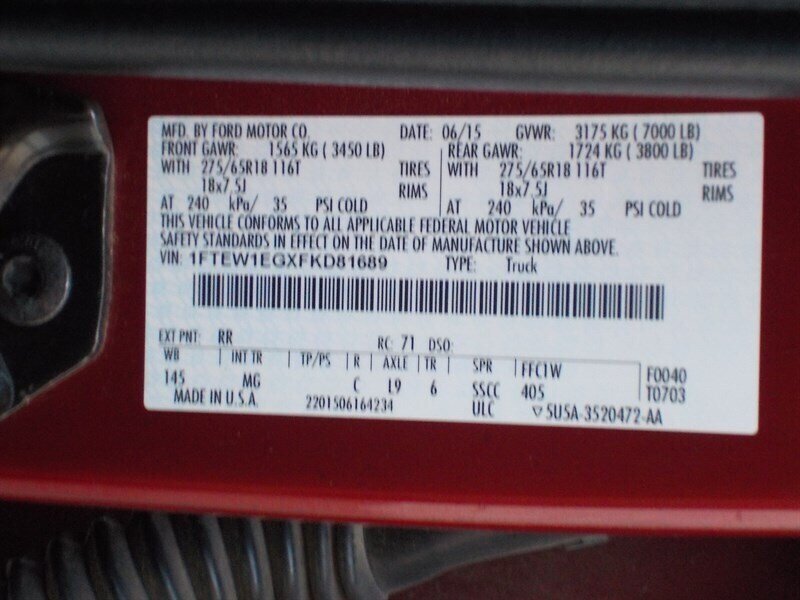 MFD. BY FORD MOTOR CO. DATE: 06/15 GVWR: 3175 KG ( 7000 LB)
FRONT GAWR: 1565 KG ( 3450 LB) REAR GAWR: 1724 KG ( 3800 LB)
WITH 275/65R18 116T TIRES WITH 275/65R18 116T TIRES
18x7.5J RIMS 18x7.5J RIMS
AT 240 kPa/ 35 PSI COLD AT 240 kPa/ 35 PSI COLD
THIS VEHICLE CONFORMS TO ALL APPLICABLE FEDERAL MOTOR VEHICLE
SAFETY STANDARDS IN EFFECT ON THE DATE OF MANUFACTURE SHOWN ABOVE.
VIN: 1FTEW1EGXFKD81689 TYPE: Truck
EXT PNT: RR RC: 71 DSO:
WB INT TR TP/PS R AXLE TR SPR FFC1W F0040
145 MG C L9 6 SSCC 405 T0703
MADE IN U.S.A. 2201506164234 ULC ▽5U5A-3520472-AA